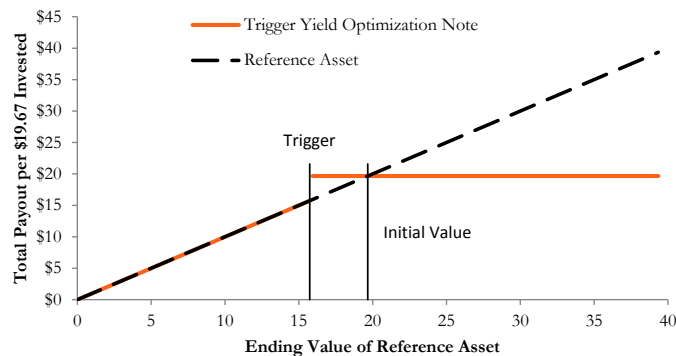 Total Payout per $19.67 Invested
$45
$40
$35
$30
$25
$20
$15
$10
$5
$0
Trigger Yield Optimization Note
Reference Asset
Trigger
Initial Value
0 5 10 15 20 25 30 35 40
Ending Value of Reference Asset